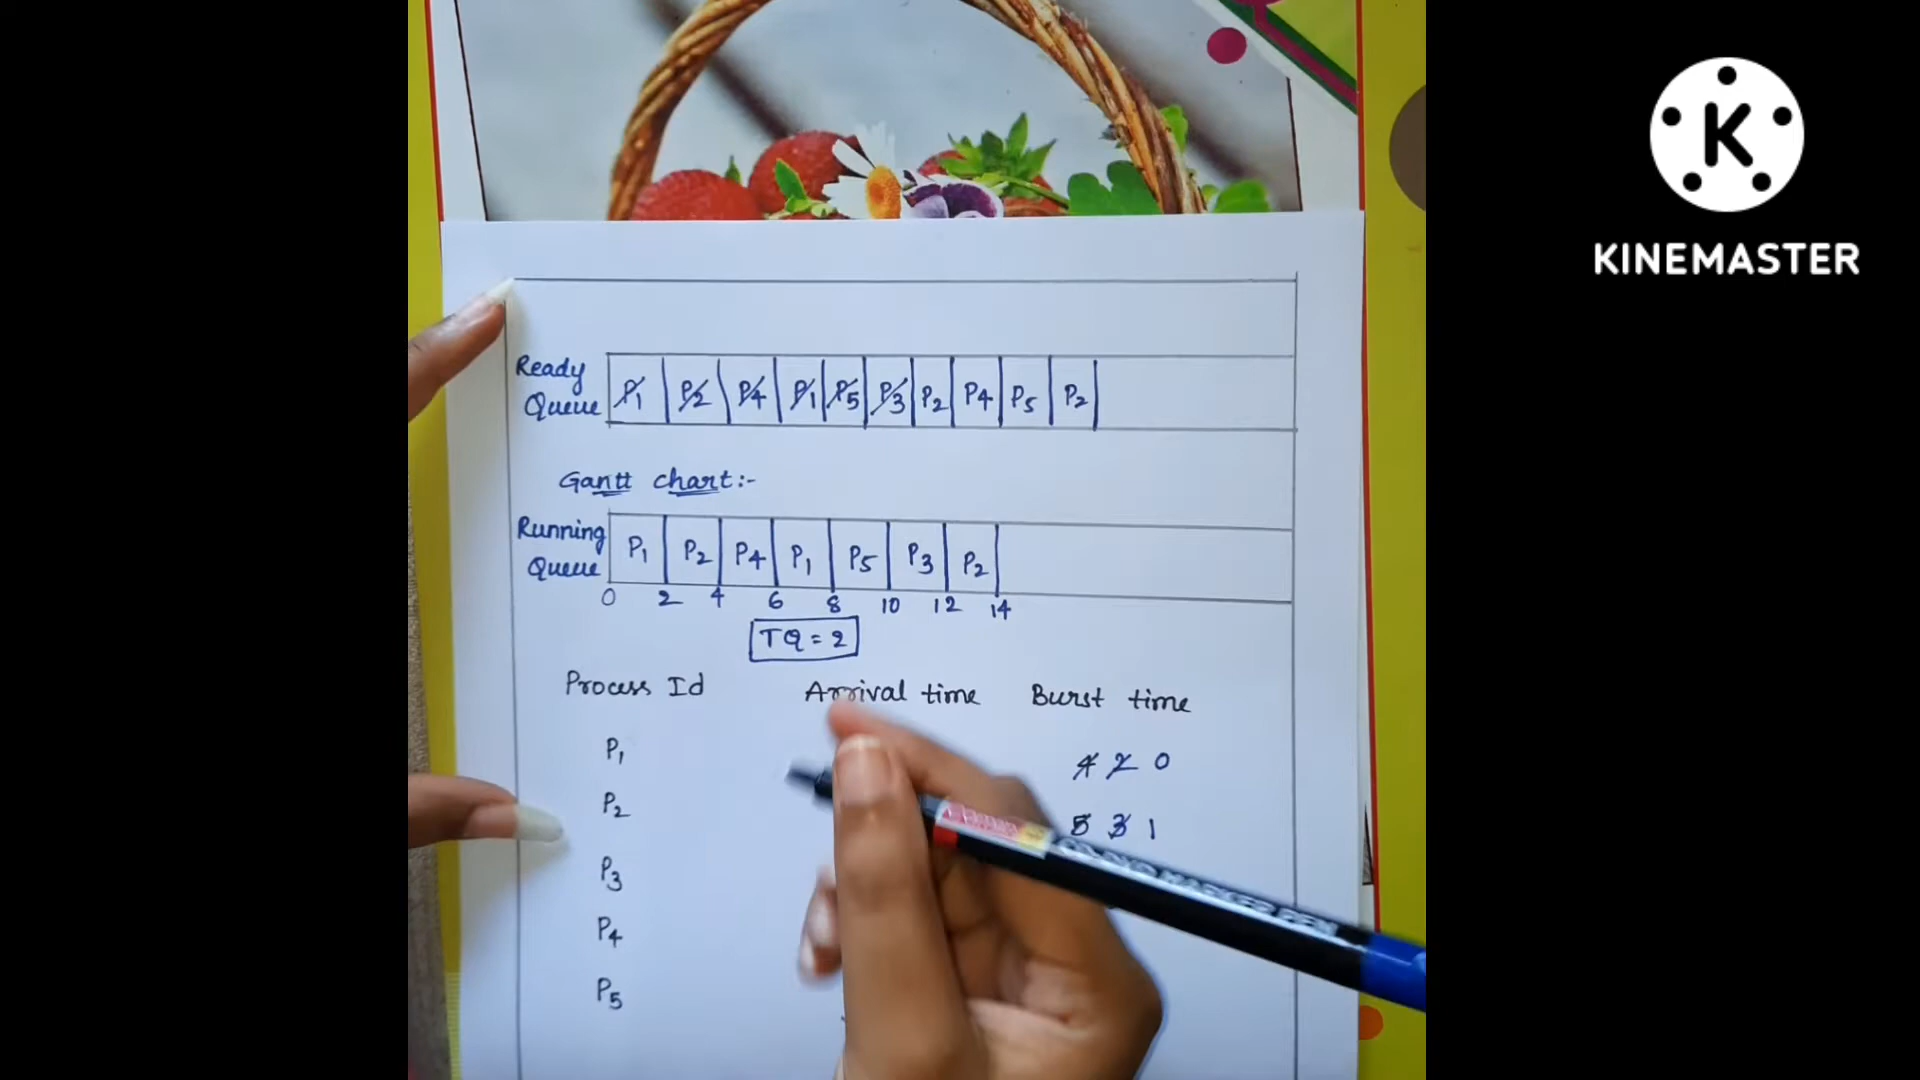 KINEMASTER
Ready Queue
P1 P2 P4 P1 P5 P3 P2 P4 P5 P2
Gantt chart:-
Running Queue
P1 P2 P4 P1 P5 P3 P2
0 2 4 6 8 10 12 14
TQ = 2
Process Id Arrival time Burst time
P1 4 2 0
P2 5 3 1
P3
P4
P5